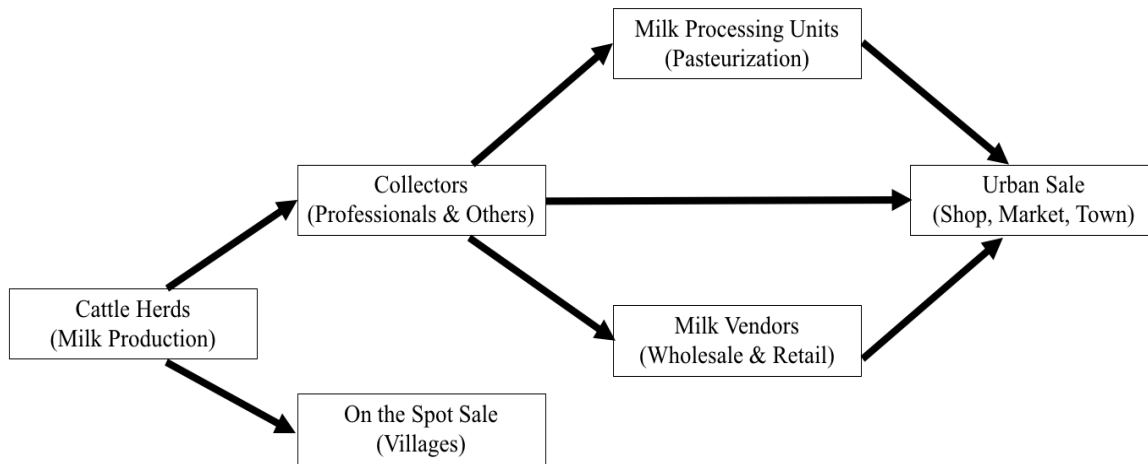 Milk Processing Units
(Pasteurization)
Collectors
(Professionals & Others)
Urban Sale
(Shop, Market, Town)
Cattle Herds
(Milk Production)
Milk Vendors
(Wholesale & Retail)
On the Spot Sale
(Villages)